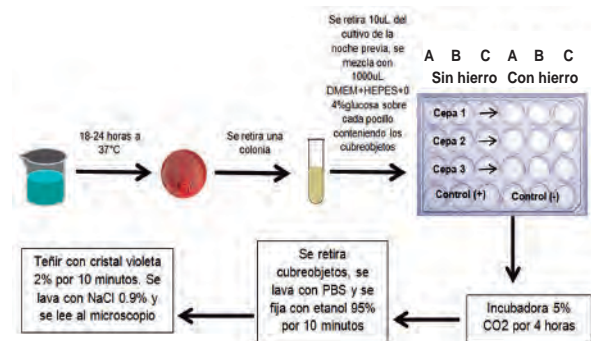 18-24 horas a
37°C
Se retira una
colonia
Se retira 10uL del
cultivo de la
noche previa, se
mezcla con
1000uL
DMEM+HEPES+0
4%glucosa sobre
cada pocillo
conteniendo los
cubreobjetos
A B C A B C
Sin hierro Con hierro
Cepa 1
Cepa 2
Cepa 3
Control (+) Control (-)
Incubadora 5%
CO2 por 4 horas
Se retira
cubreobjetos, se
lava con PBS y se
fija con etanol 95%
por 10 minutos
Teñir con cristal violeta
2% por 10 minutos. Se
lava con NaCl 0.9% y
se lee al microscopio